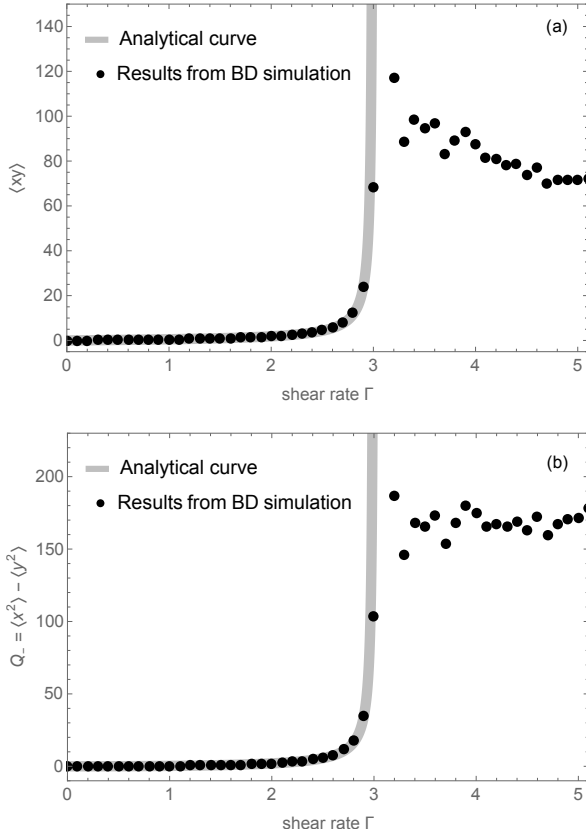 150
Analytical curve
(a)
Results from BD simulation
120
100
80
⟨xy⟩
60
40
20
0
0 1 2 3 4 5
shear rate Γ
Analytical curve
(b)
200
Results from BD simulation
150
Q₋ = ⟨x²⟩ − ⟨y²⟩
100
50
0
0 1 2 3 4 5
shear rate Γ